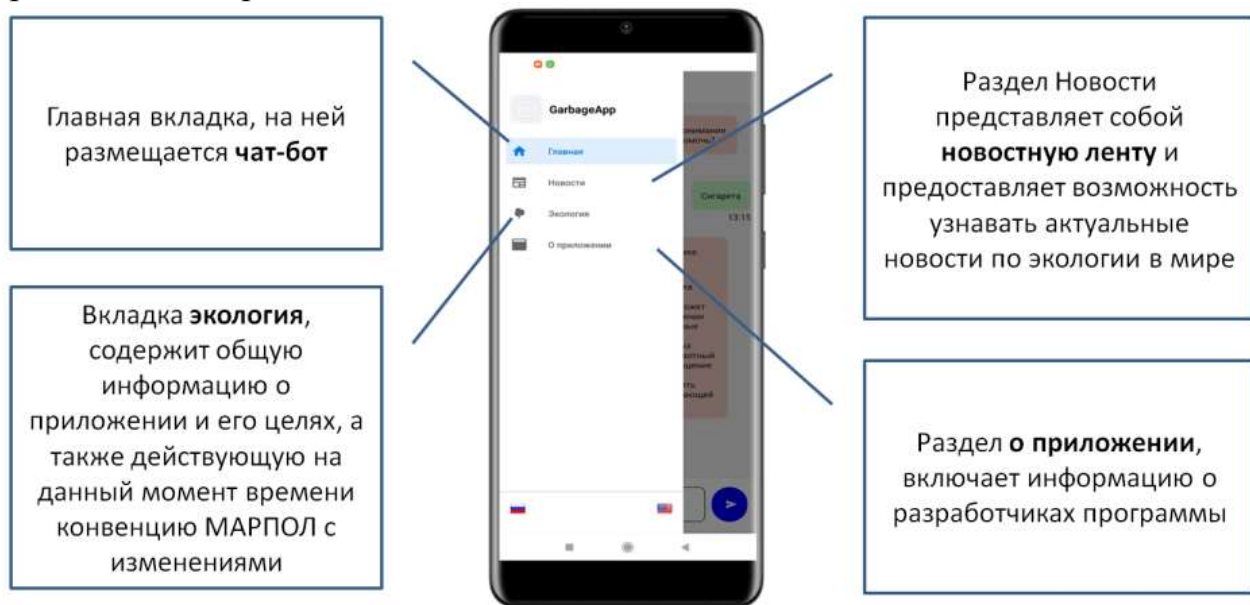 Главная вкладка, на ней
размещается чат-бот
Вкладка экология,
содержит общую
информацию о
приложении и его целях, а
также действующую на
данный момент времени
конвенцию МАРПОЛ с
изменениями
GarbageApp
Главная
Новости
Экология
О приложении
Сигарета
13:15
Раздел Новости
представляет собой
новостную ленту и
предоставляет возможность
узнавать актуальные
новости по экологии в мире
Раздел о приложении,
включает информацию о
разработчиках программы